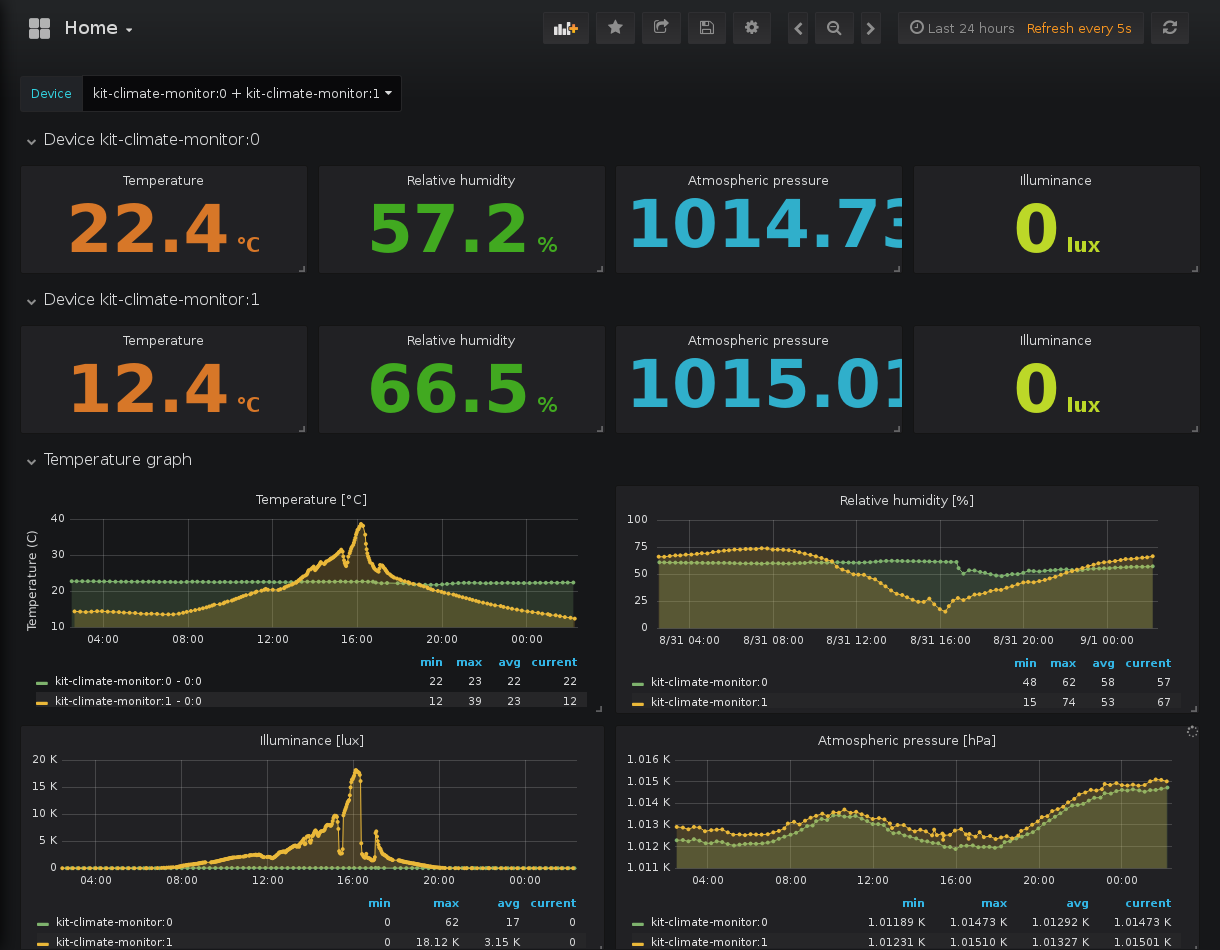 Home
Last 24 hours Refresh every 5s
Device kit-climate-monitor:0 + kit-climate-monitor:1
Device kit-climate-monitor:0
Temperature Relative humidity Atmospheric pressure Illuminance
22.4 °C 57.2 % 1014.73 0 lux
Device kit-climate-monitor:1
Temperature Relative humidity Atmospheric pressure Illuminance
12.4 °C 66.5 % 1015.01 0 lux
Temperature graph
Temperature [°C]
Temperature (C)
40
30
20
10
04:00 08:00 12:00 16:00 20:00 00:00
min max avg current
kit-climate-monitor:0 - 0:0 22 23 22 22
kit-climate-monitor:1 - 0:0 12 39 23 12
Relative humidity [%]
100
75
50
25
0
8/31 04:00 8/31 08:00 8/31 12:00 8/31 16:00 8/31 20:00 9/1 00:00
min max avg current
kit-climate-monitor:0 48 62 58 57
kit-climate-monitor:1 15 74 53 67
Illuminance [lux]
20 K
15 K
10 K
5 K
0
04:00 08:00 12:00 16:00 20:00 00:00
min max avg current
kit-climate-monitor:0 0 62 17 0
kit-climate-monitor:1 0 18.12 K 3.15 K 0
Atmospheric pressure [hPa]
1.016 K
1.015 K
1.014 K
1.013 K
1.012 K
1.011 K
04:00 08:00 12:00 16:00 20:00 00:00
min max avg current
kit-climate-monitor:0 1.01189 K 1.01473 K 1.01292 K 1.01473 K
kit-climate-monitor:1 1.01231 K 1.01510 K 1.01327 K 1.01501 K